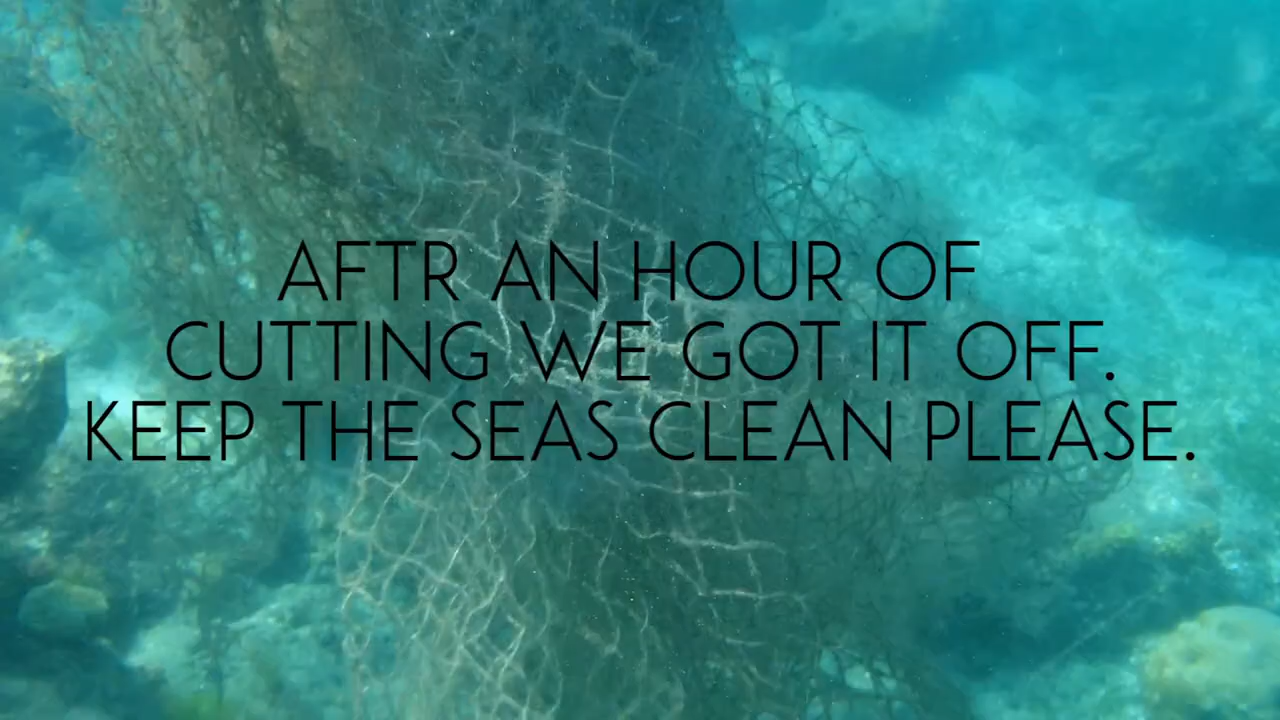 AFTR AN HOUR OF
CUTTING WE GOT IT OFF.
KEEP THE SEAS CLEAN PLEASE.